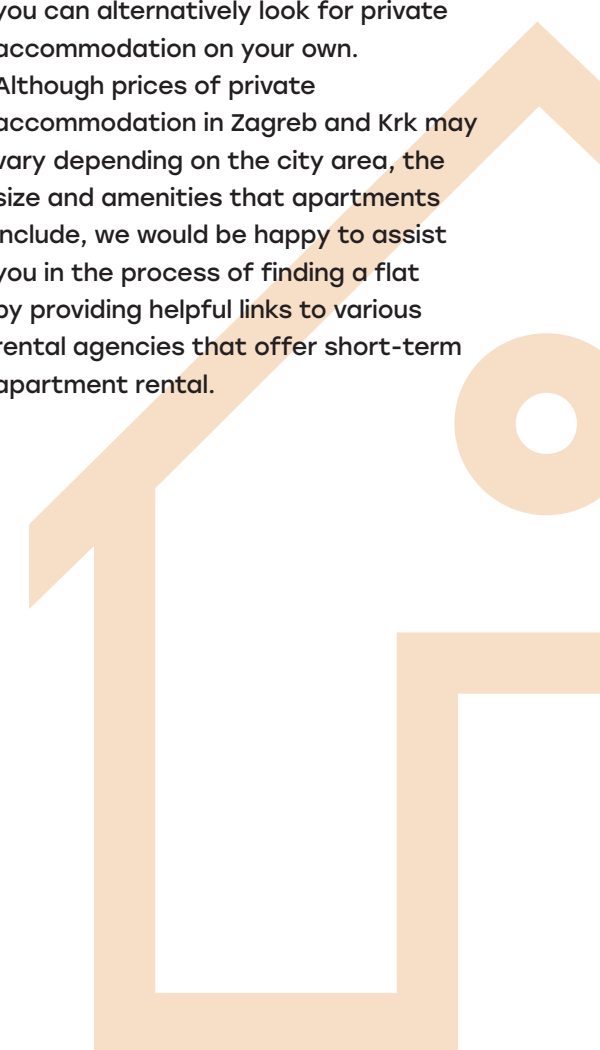 you can alternatively look for private
accommodation on your own.
Although prices of private
accommodation in Zagreb and Krk may
vary depending on the city area, the
size and amenities that apartments
include, we would be happy to assist
you in the process of finding a flat
by providing helpful links to various
rental agencies that offer short-term
apartment rental.